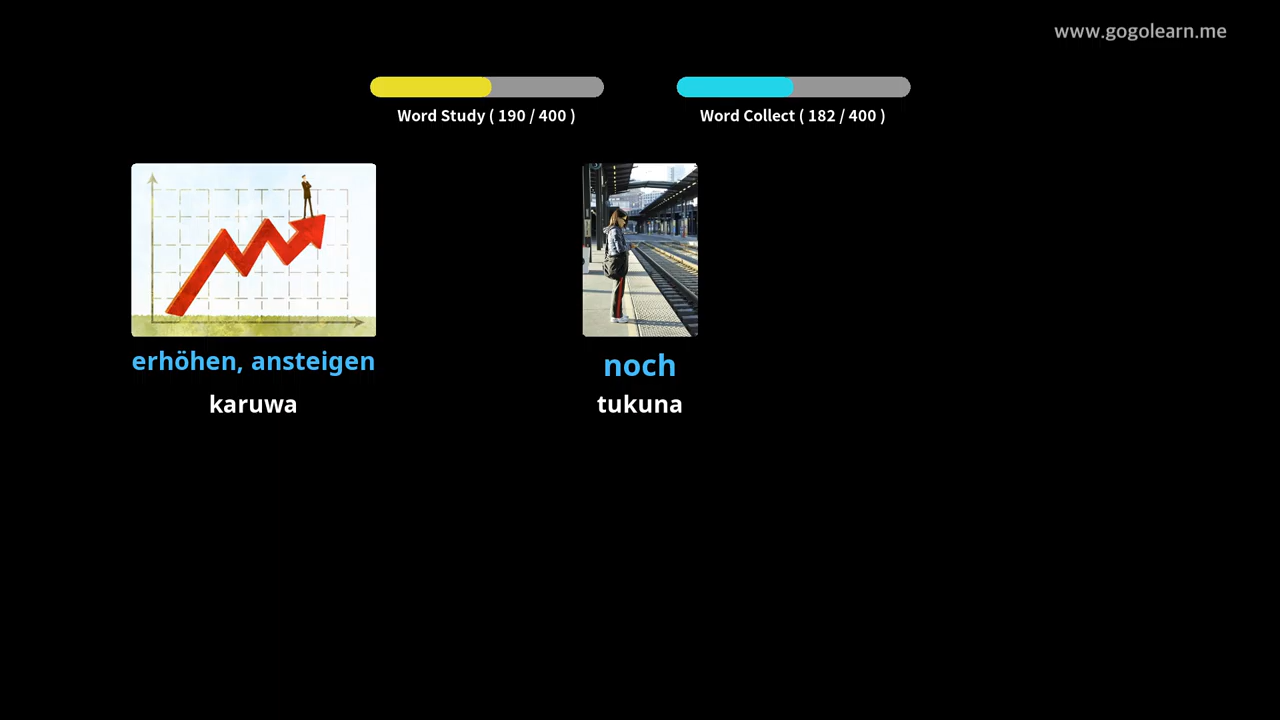 www.gogolearn.me
Word Study ( 190 / 400 )
Word Collect ( 182 / 400 )
erhöhen, ansteigen
karuwa
noch
tukuna